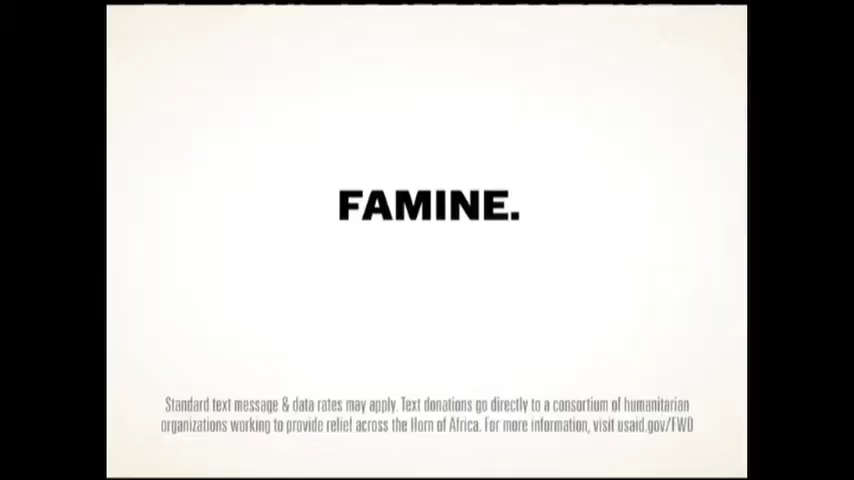 FAMINE.
Standard text message & data rates may apply. Text donations go directly to a consortium of humanitarian
organizations working to provide relief across the Horn of Africa. For more information, visit usaid.gov/FWD